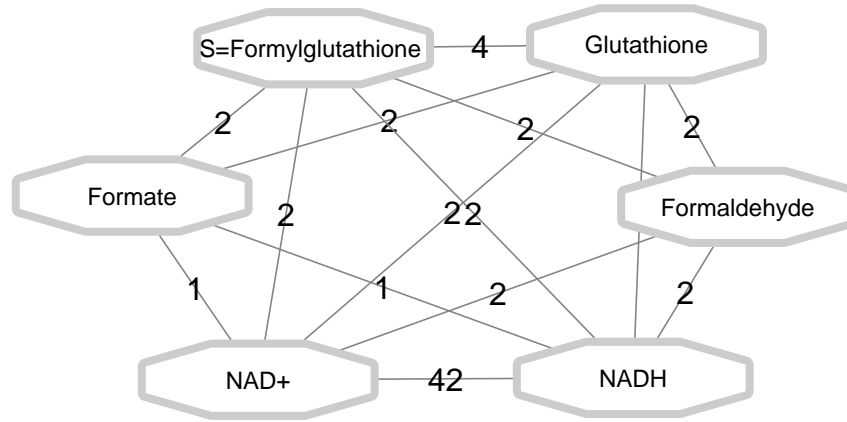 S=Formylglutathione
4
Glutathione
2
2
2
2
Formate
2
22
Formaldehyde
1
1
2
2
NAD+
42
NADH